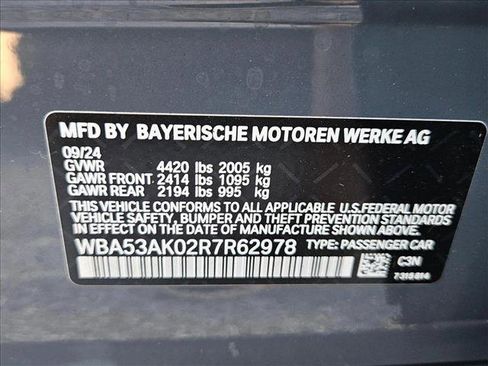 MFD BY BAYERISCHE MOTOREN WERKE AG
09/24
GVWR 4420 lbs 2005 kg
GAWR FRONT 2414 lbs 1095 kg
GAWR REAR 2194 lbs 995 kg
THIS VEHICLE CONFORMS TO ALL APPLICABLE U.S.FEDERAL MOTOR
VEHICLE SAFETY, BUMPER AND THEFT PREVENTION STANDARDS
IN EFFECT ON THE DATE OF MANUFACTURE SHOWN ABOVE.
WBA53AK02R7R62978 TYPE: PASSENGER CAR
C3N
7315814